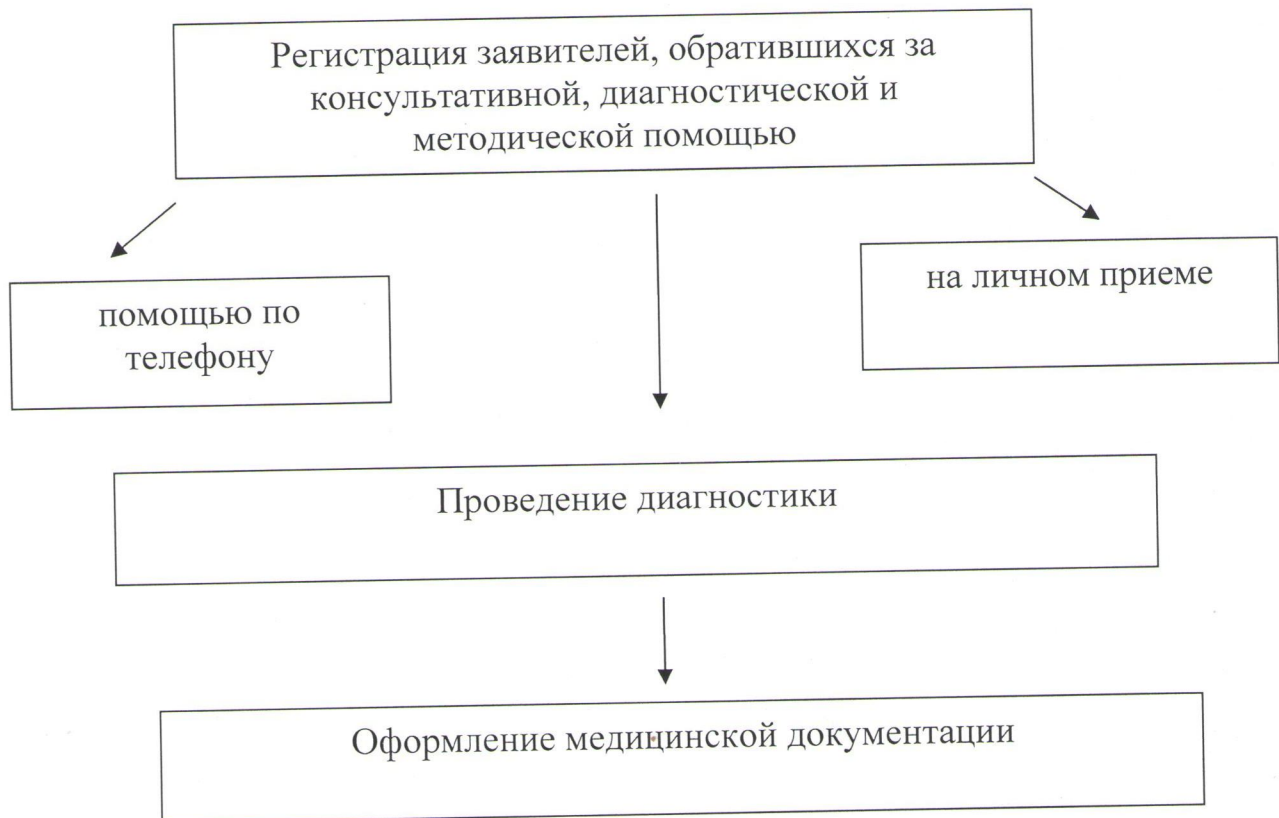 Регистрация заявителей, обратившихся за
консультативной, диагностической и
методической помощью
помощью по
телефону
на личном приеме
Проведение диагностики
Оформление медицинской документации